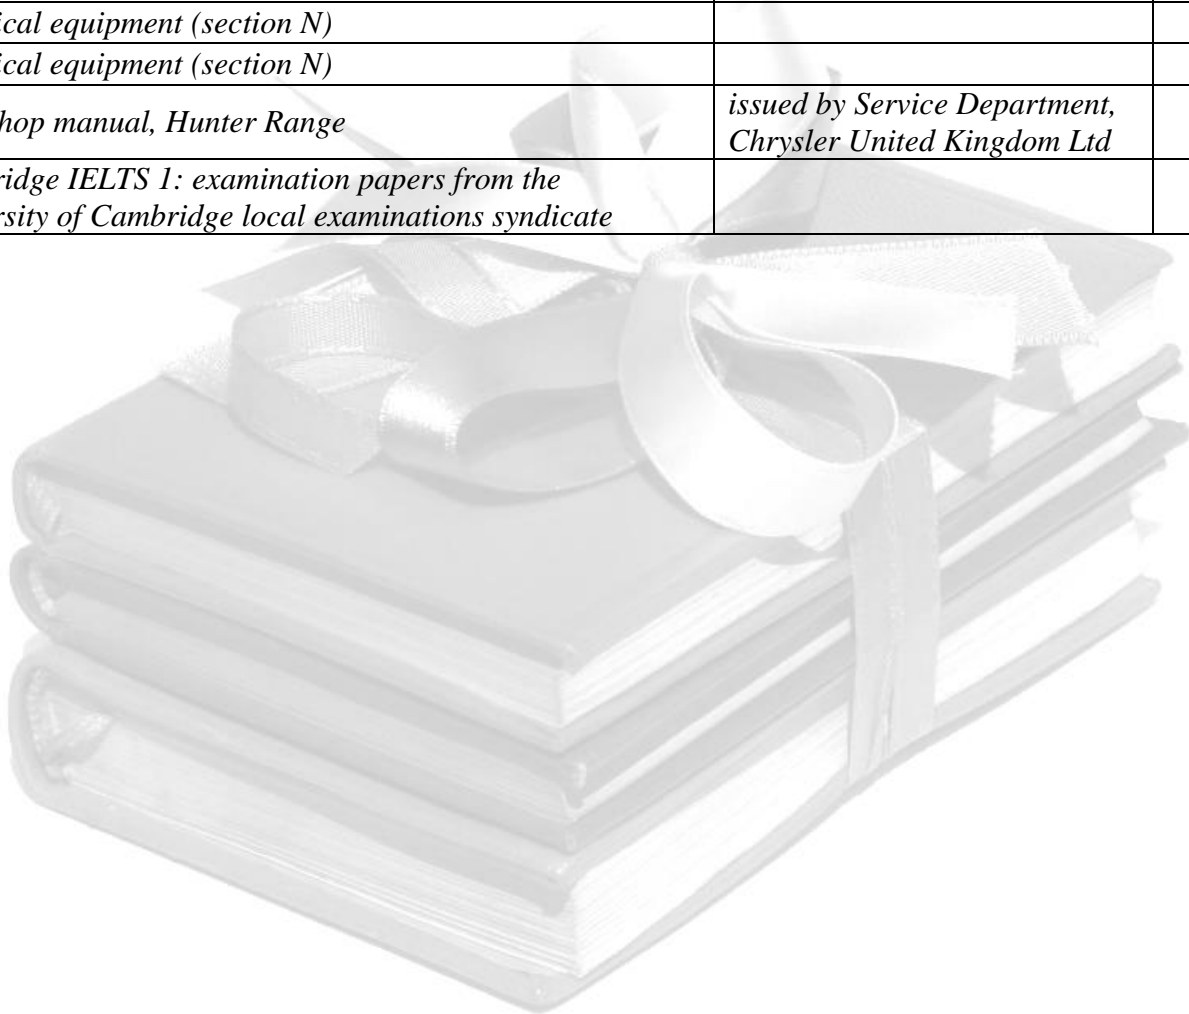 ical equipment (section N)
ical equipment (section N)
hop manual, Hunter Range
issued by Service Department,
Chrysler United Kingdom Ltd
ridge IELTS 1: examination papers from the
rsity of Cambridge local examinations syndicate